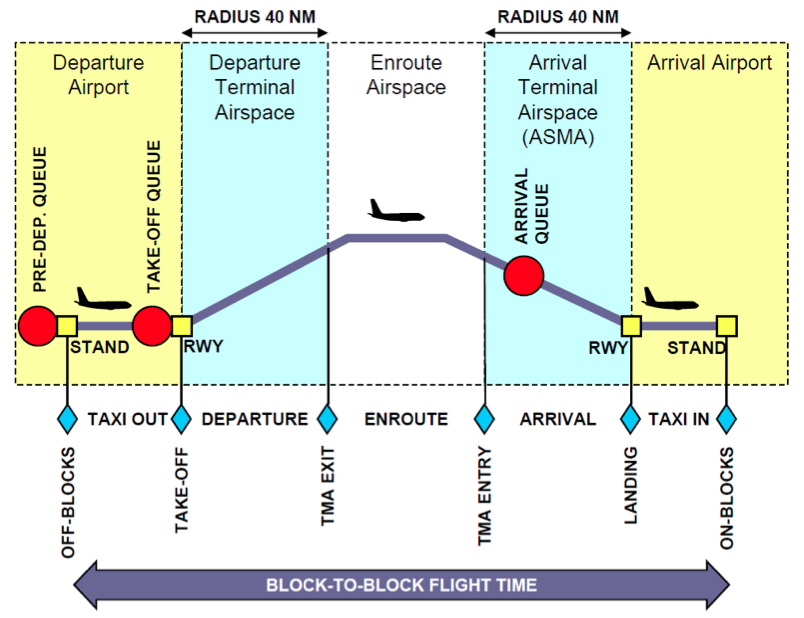 RADIUS 40 NM
RADIUS 40 NM
Departure
Airport
Departure
Terminal
Airspace
Enroute
Airspace
Arrival
Terminal
Airspace
(ASMA)
Arrival Airport
PRE-DEP. QUEUE
TAKE-OFF QUEUE
ARRIVAL
QUEUE
STAND
RWY
RWY
STAND
TAXI OUT
DEPARTURE
ENROUTE
ARRIVAL
TAXI IN
OFF-BLOCKS
TAKE-OFF
TMA EXIT
TMA ENTRY
LANDING
ON-BLOCKS
BLOCK-TO-BLOCK FLIGHT TIME